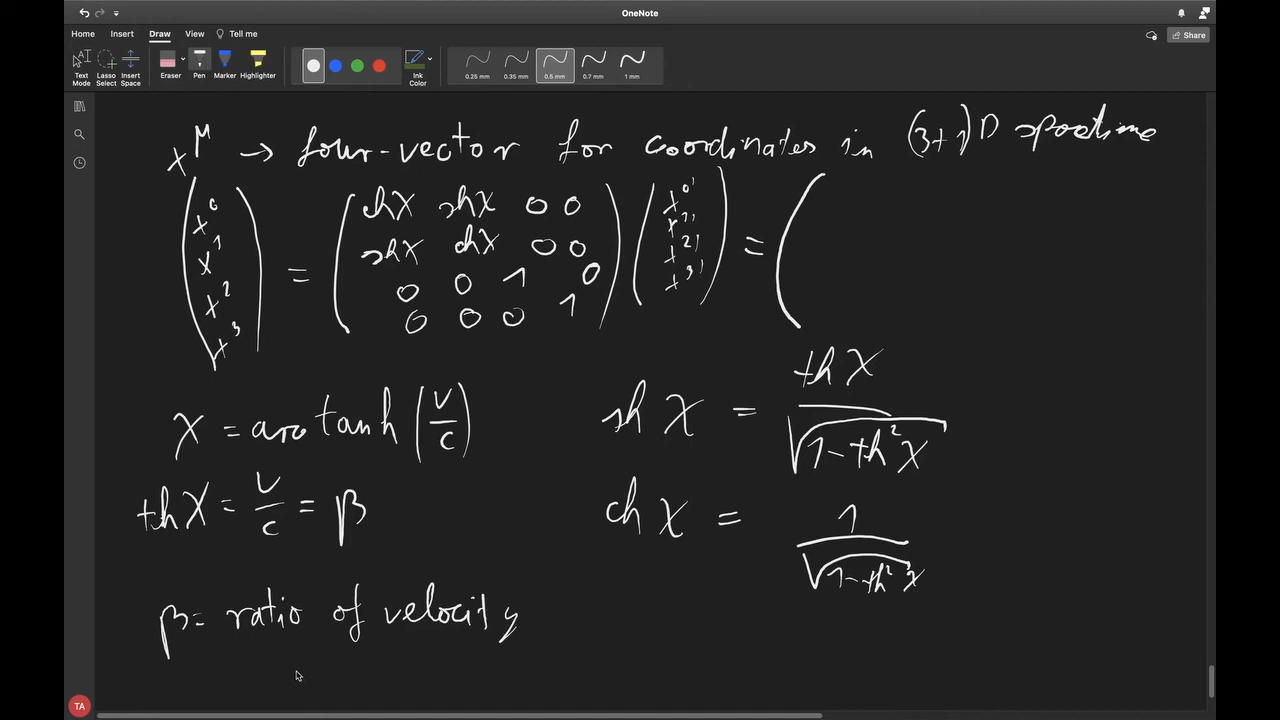 OneNote
Home Insert Draw View Tell me
Share
Text Mode Lasso Select Insert Space Eraser Pen Marker Highlighter Ink Color 0.25 mm 0.35 mm 0.5 mm 0.7 mm 1 mm
x^μ → four-vector for coordinates in (3+1)D spacetime
(x^0 x^1 x^2 x^3) = (chχ shχ 0 0
shχ chχ 0 0
0 0 1 0
0 0 0 1) (x^0' x^1' x^2' x^3') = (
χ = arc tanh (v/c)
shχ = thχ / √(1-th²χ)
thχ = v/c = β
chχ = 1 / √(1-th²χ)
β = ratio of velocity
TA